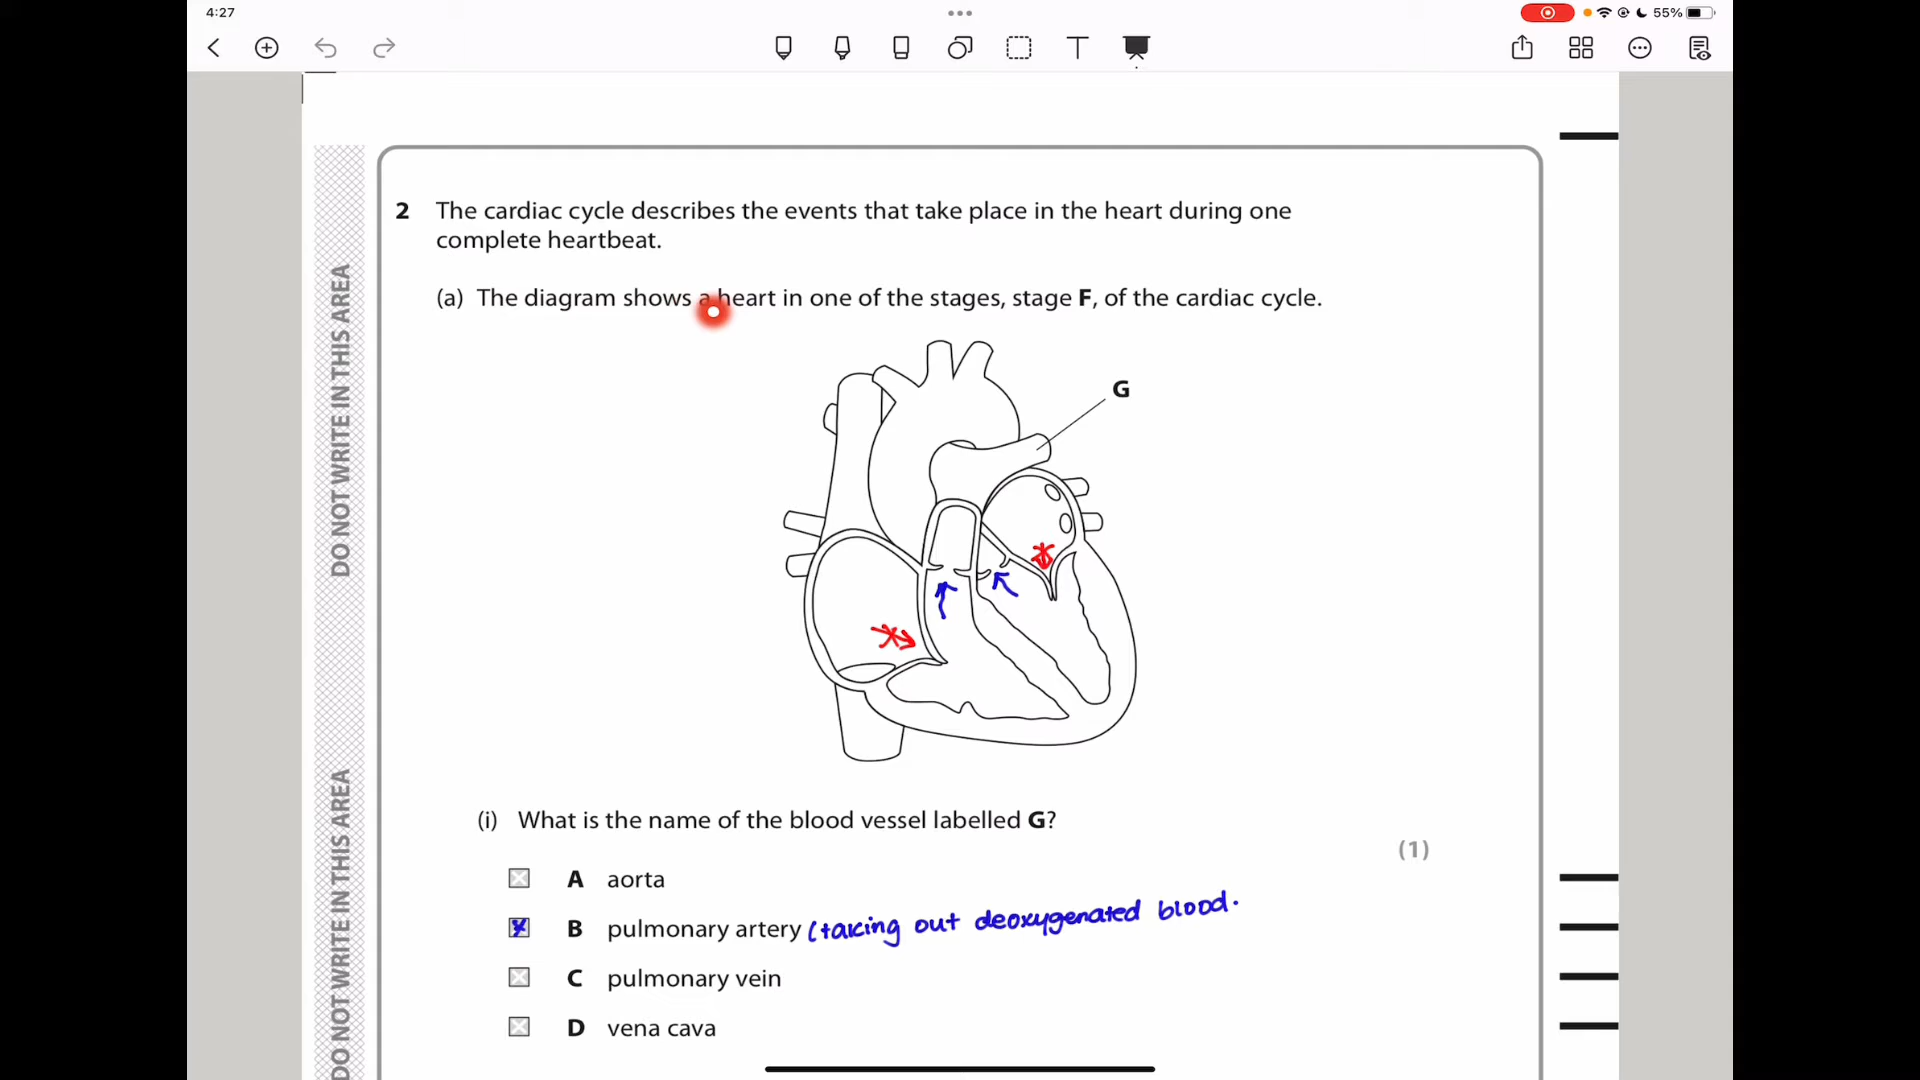 4:27
55%
2 The cardiac cycle describes the events that take place in the heart during one
complete heartbeat.
(a) The diagram shows a heart in one of the stages, stage F, of the cardiac cycle.
G
(i) What is the name of the blood vessel labelled G?
(1)
A aorta
B pulmonary artery (taking out deoxygenated blood.
C pulmonary vein
D vena cava
DO NOT WRITE IN THIS AREA
DO NOT WRITE IN THIS AREA